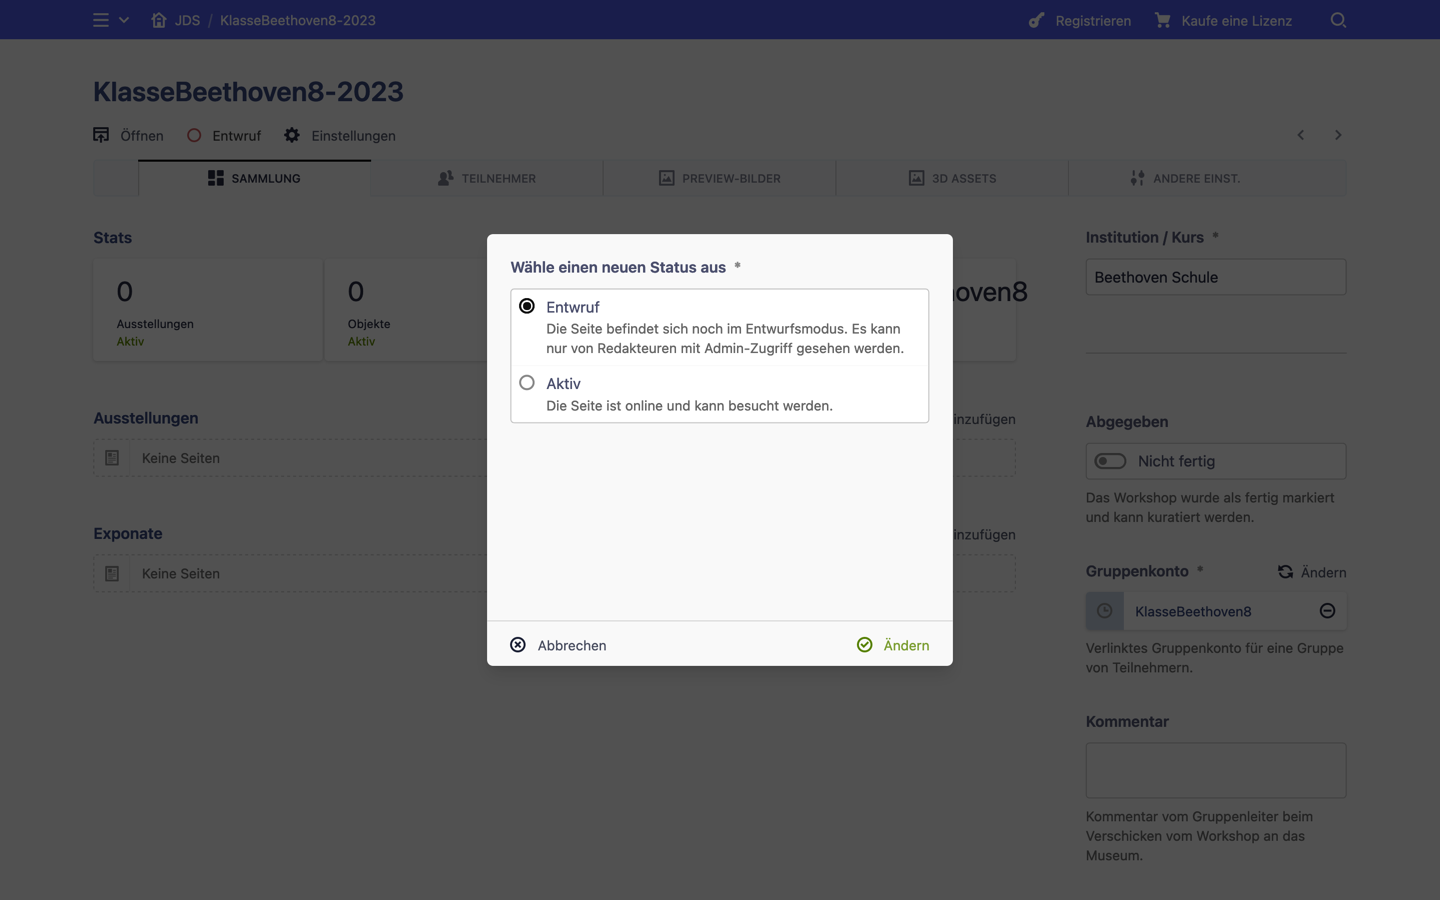 JDS / KlasseBeethoven8-2023
Registrieren
Kaufe eine Lizenz
KlasseBeethoven8-2023
Öffnen
Entwurf
Einstellungen
SAMMLUNG
TEILNEHMER
PREVIEW-BILDER
3D ASSETS
ANDERE EINST.
Stats
0
Ausstellungen
Aktiv
0
Objekte
Aktiv
oven8
Ausstellungen
inzufügen
Keine Seiten
Exponate
inzufügen
Keine Seiten
Wähle einen neuen Status aus *
Entwruf
Die Seite befindet sich noch im Entwurfsmodus. Es kann
nur von Redakteuren mit Admin-Zugriff gesehen werden.
Aktiv
Die Seite ist online und kann besucht werden.
Abbrechen
Ändern
Institution / Kurs *
Beethoven Schule
Abgegeben
Nicht fertig
Das Workshop wurde als fertig markiert
und kann kuratiert werden.
Gruppenkonto *
Ändern
KlasseBeethoven8
Verlinktes Gruppenkonto für eine Gruppe
von Teilnehmern.
Kommentar
Kommentar vom Gruppenleiter beim
Verschicken vom Workshop an das
Museum.